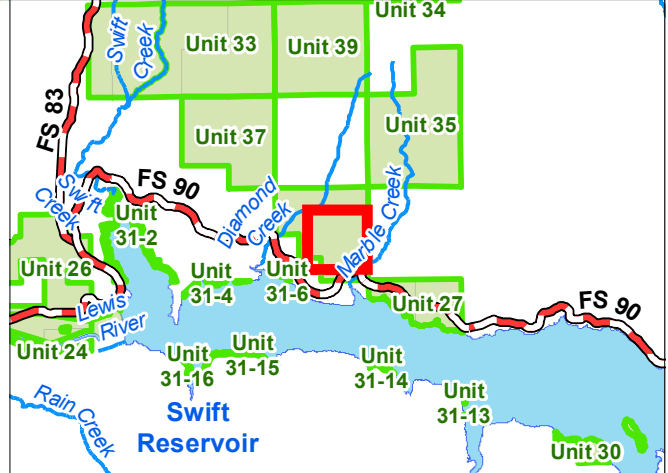 Unit 34
Swift
Creek
Unit 33
Unit 39
FS 83
Unit 37
Unit 35
FS 90
Swift
Creek
Unit
31-2
Diamond
Creek
Marble Creek
Unit 26
Unit
31-4
Unit
31-6
Unit 27
FS 90
Lewis
River
Unit 24
Unit
31-16
Unit
31-15
Unit
31-14
Unit
31-13
Rain Creek
Swift
Reservoir
Unit 30